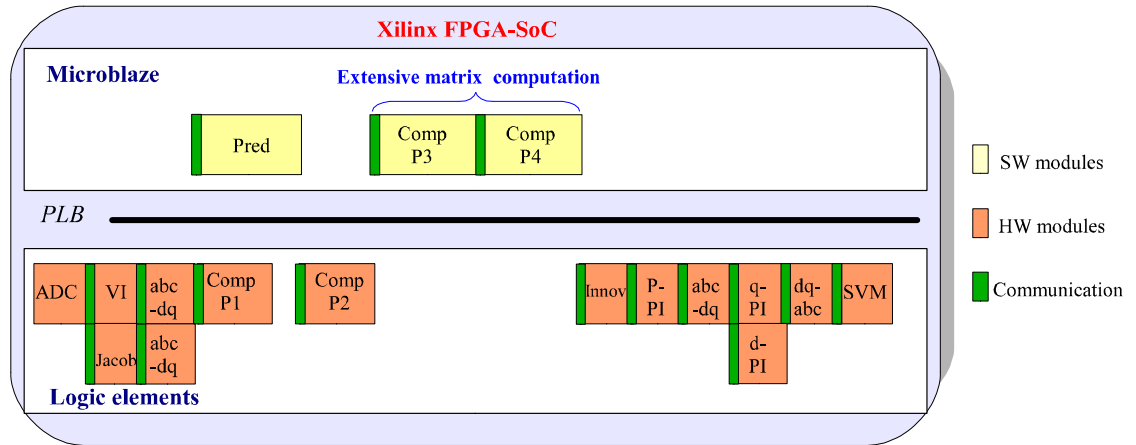 Xilinx FPGA-SoC
Microblaze
Extensive matrix computation
Pred
Comp
P3
Comp
P4
PLB
ADC
VI
abc
-dq
Comp
P1
Comp
P2
Innov
P-
PI
abc
-dq
q-
PI
dq-
abc
SVM
Jacob
abc
-dq
d-
PI
Logic elements
SW modules
HW modules
Communication